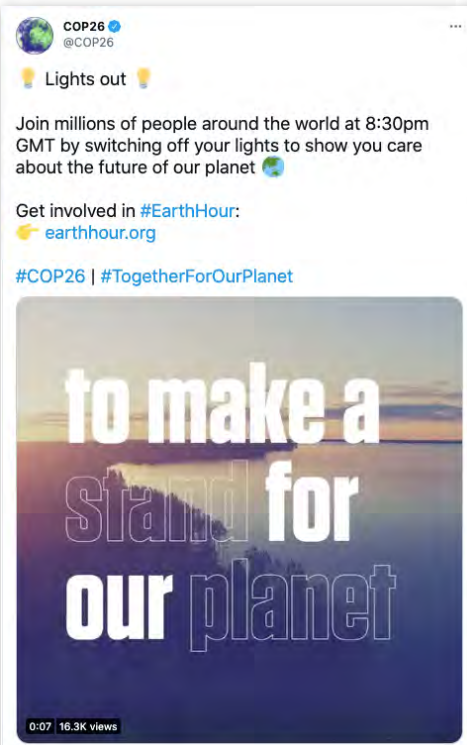 COP26
@COP26
Lights out
Join millions of people around the world at 8:30pm
GMT by switching off your lights to show you care
about the future of our planet
Get involved in #EarthHour:
earthhour.org
#COP26 | #TogetherForOurPlanet
to make a
stand for
our planet
0:07 16.3K views